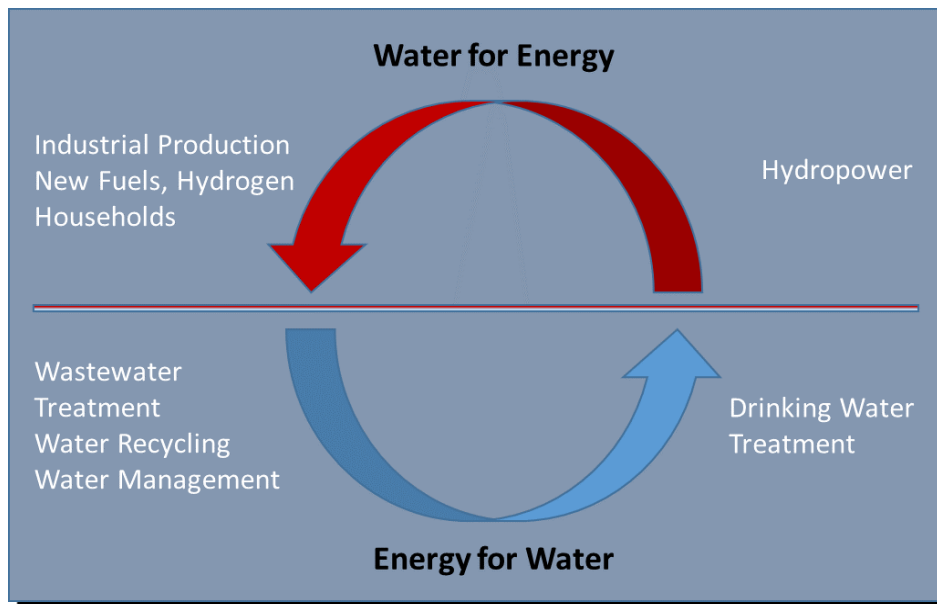 Water for Energy
Industrial Production
New Fuels, Hydrogen
Households
Hydropower
Wastewater
Treatment
Water Recycling
Water Management
Drinking Water
Treatment
Energy for Water